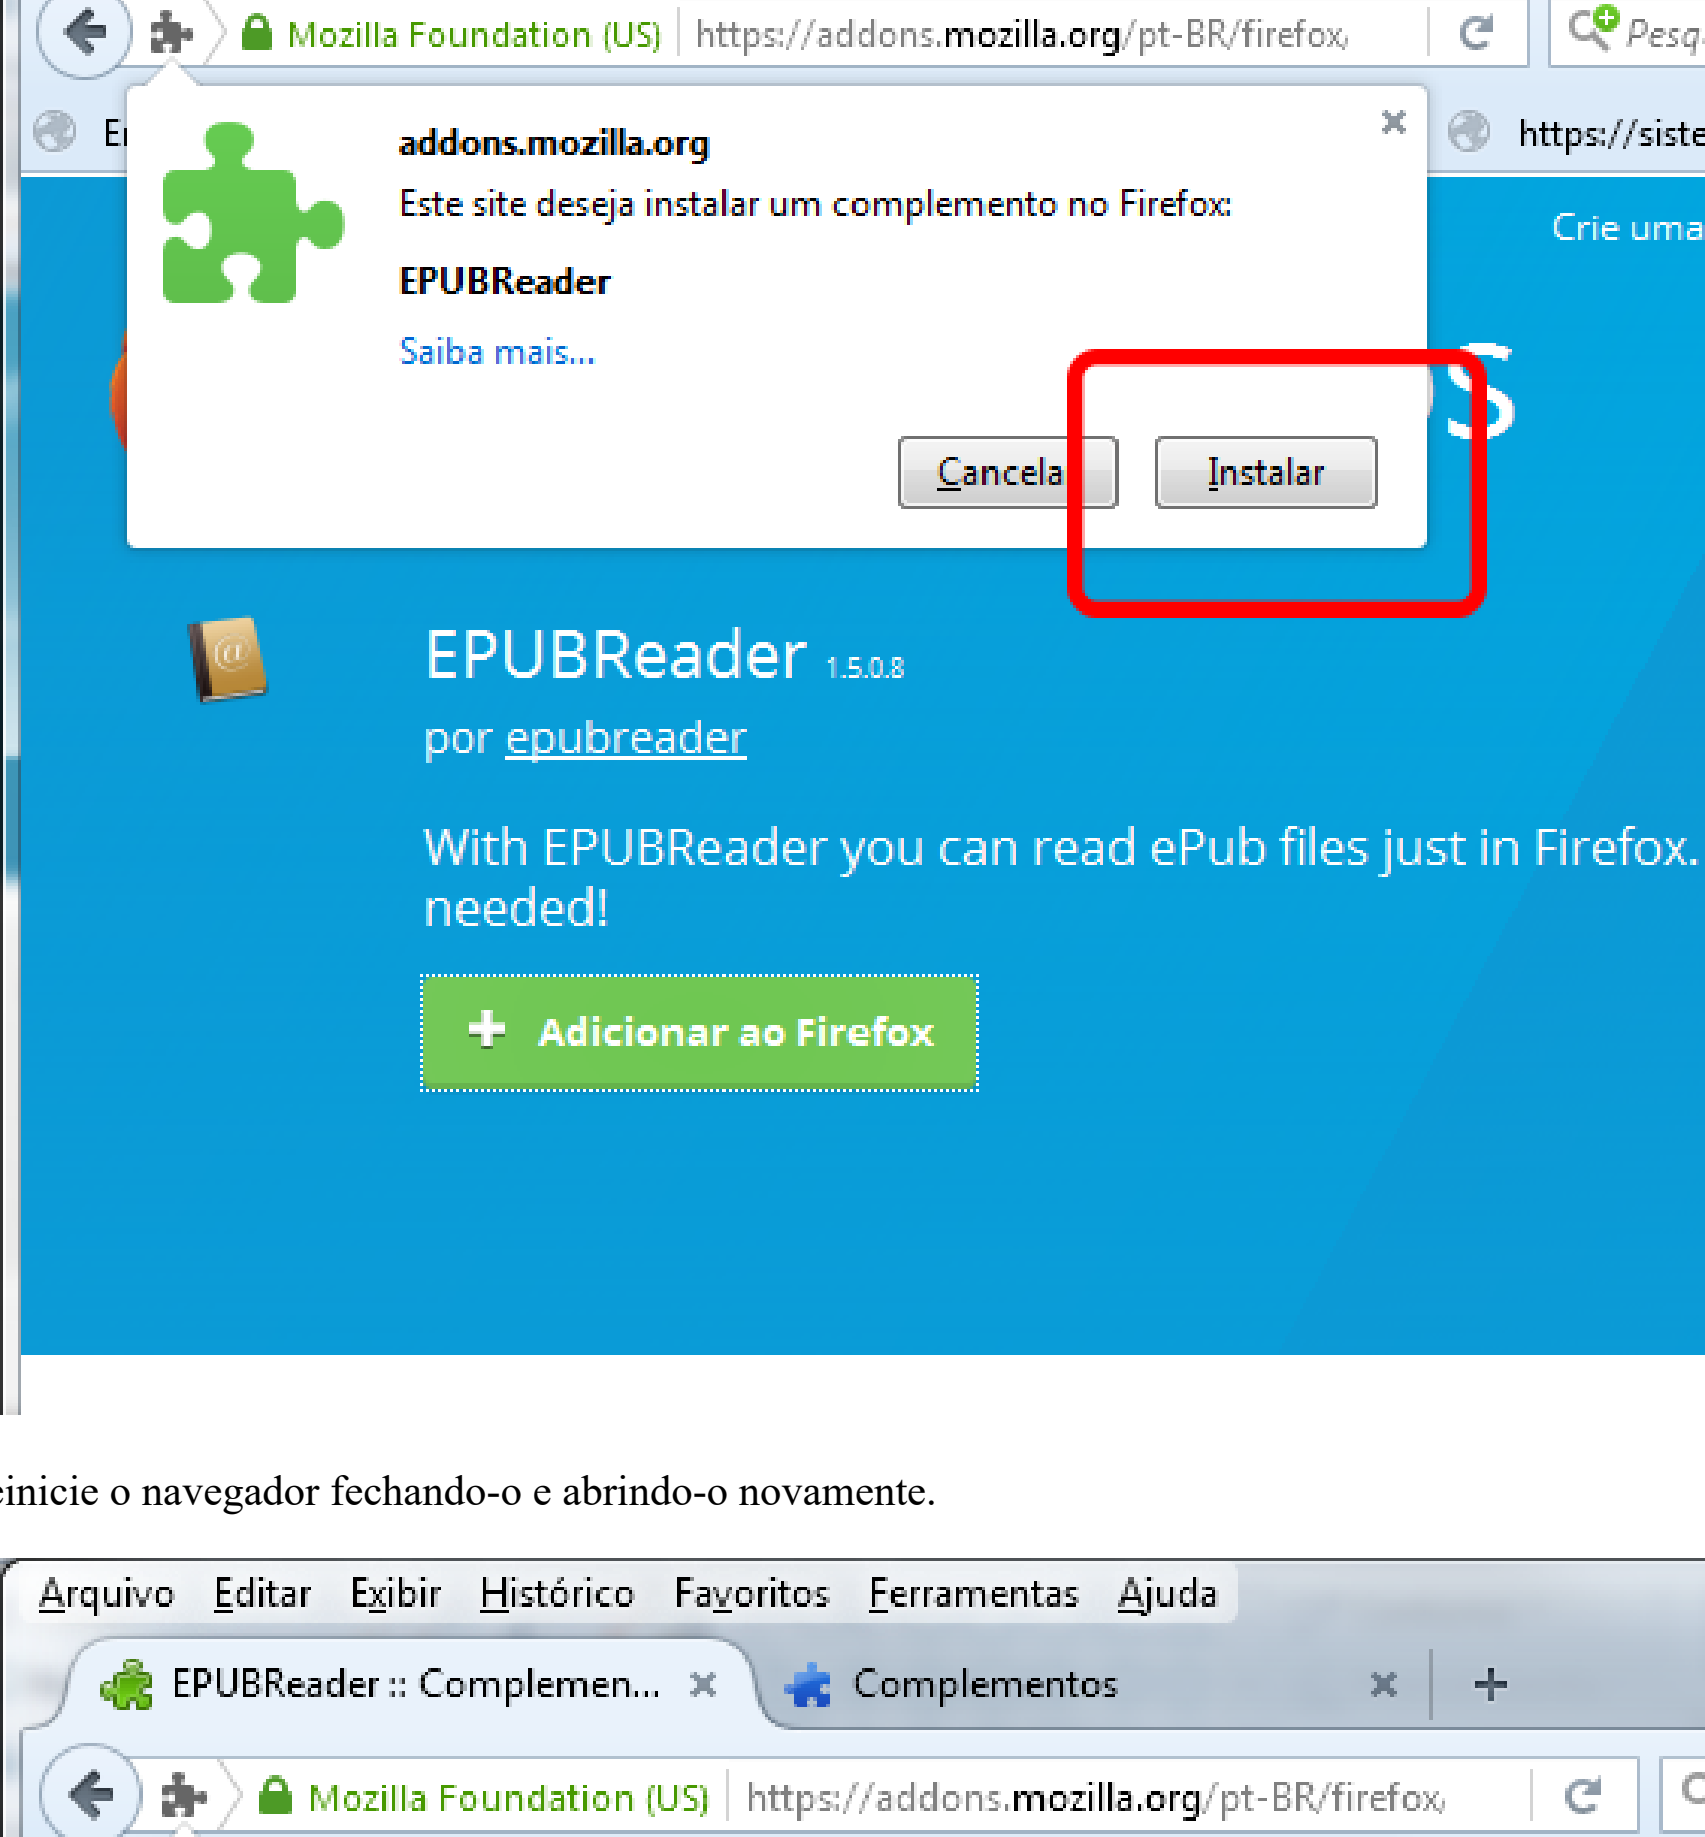 Mozilla Foundation (US) https://addons.mozilla.org/pt-BR/firefox/
addons.mozilla.org
https://siste
Este site deseja instalar um complemento no Firefox:
Crie uma
EPUBReader
Saiba mais...
Instalar
EPUBReader 1.5.0.8
por epubreader
With EPUBReader you can read ePub files just in Firefox.
needed!
Adicionar ao Firefox
einicie o navegador fechando-o e abrindo-o novamente.
Arquivo Editar Exibir Histórico Favoritos Ferramentas Ajuda
EPUBReader :: Complemen... Complementos
Mozilla Foundation (US) https://addons.mozilla.org/pt-BR/firefox/